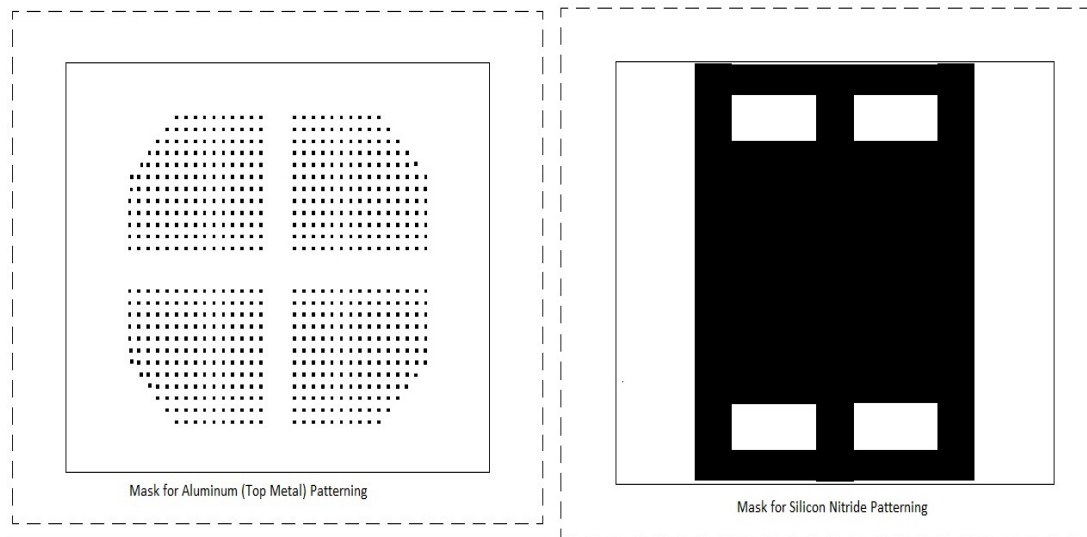 Mask for Aluminum (Top Metal) Patterning
Mask for Silicon Nitride Patterning